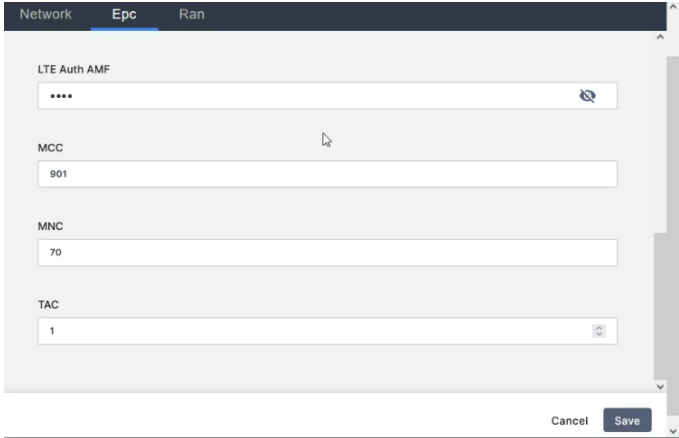 Network Epc Ran
LTE Auth AMF
••••
MCC
901
MNC
70
TAC
1
Cancel Save